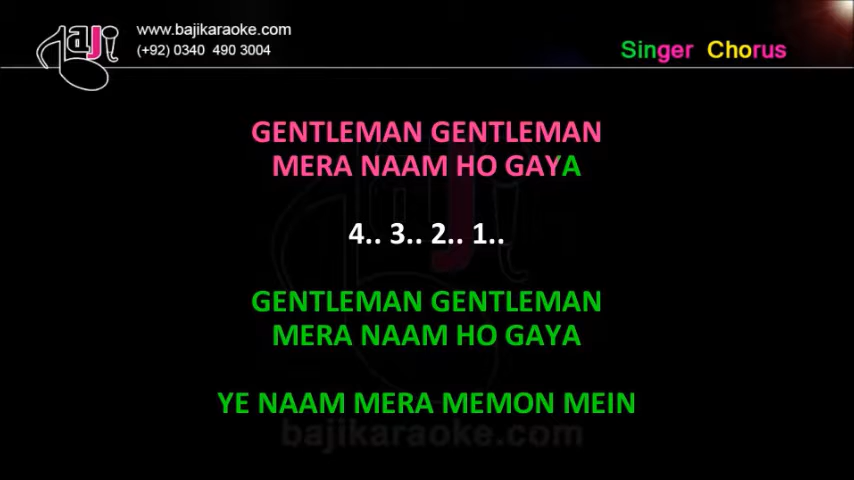 www.bajikaraoke.com
(+92) 0340 490 3004
Baji
Singer Chorus
GENTLEMAN GENTLEMAN
MERA NAAM HO GAYA
4.. 3.. 2.. 1..
GENTLEMAN GENTLEMAN
MERA NAAM HO GAYA
YE NAAM MERA MEMON MEIN
bajikaraoke.com